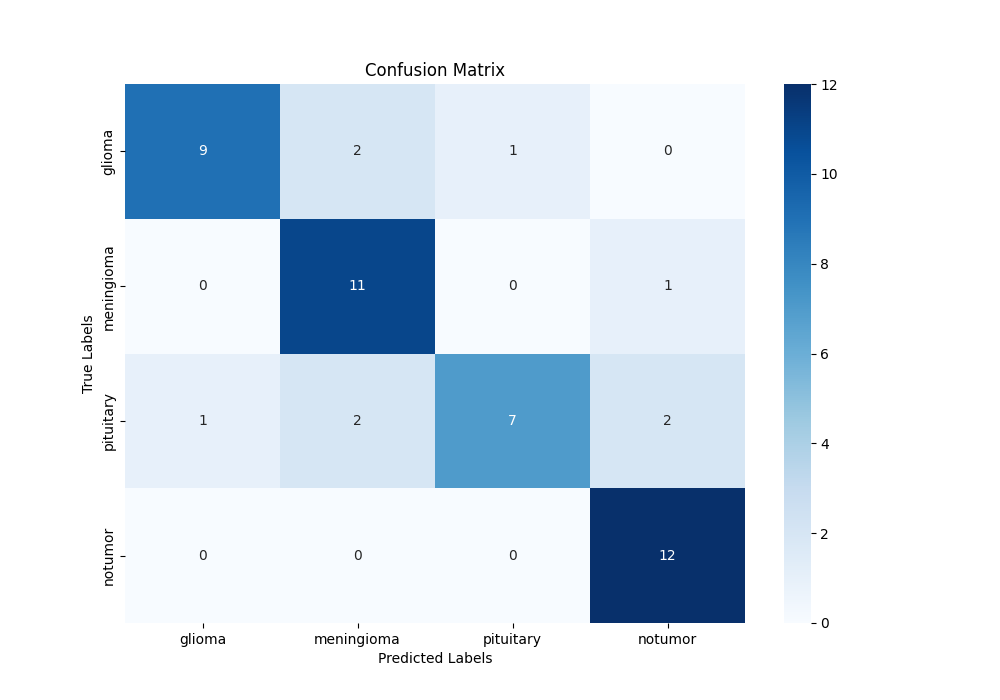 Confusion Matrix
True Labels
glioma
9
2
1
0
meningioma
0
11
0
1
pituitary
1
2
7
2
notumor
0
0
0
12
glioma
meningioma
pituitary
notumor
Predicted Labels
12
10
8
6
4
2
0